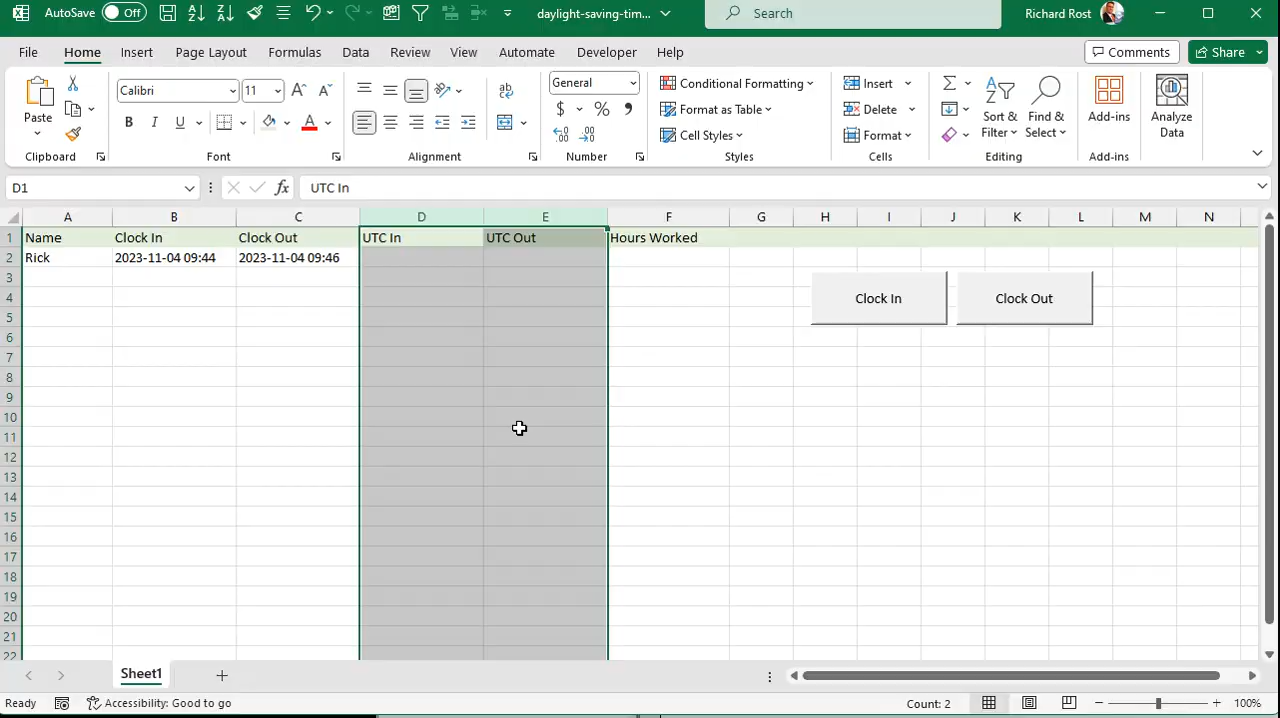 AutoSave Off daylight-saving-tim... Search Richard Rost
File Home Insert Page Layout Formulas Data Review View Automate Developer Help Comments Share
Paste Calibri 11 General Conditional Formatting Insert Sort & Filter Find & Select Add-ins Analyze Data
B I U ab $ % Format as Table Delete
Cell Styles Format
Clipboard Font Alignment Number Styles Cells Editing Add-ins
D1 fx UTC In
A B C D E F G H I J K L M N
1 Name Clock In Clock Out UTC In UTC Out Hours Worked
2 Rick 2023-11-04 09:44 2023-11-04 09:46
3
4 Clock In Clock Out
5
6
7
8
9
10
11
12
13
14
15
16
17
18
19
20
21
22
Sheet1
Ready Accessibility: Good to go Count: 2 100%